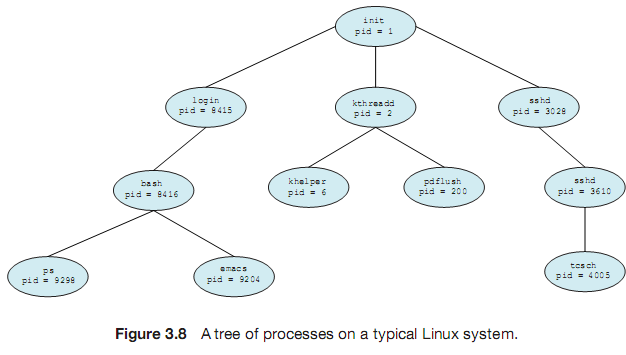 init
pid = 1
login
pid = 8415
kthreadd
pid = 2
sshd
pid = 3028
bash
pid = 8416
khelper
pid = 6
pdflush
pid = 200
sshd
pid = 3610
ps
pid = 9298
emacs
pid = 9204
tcsch
pid = 4005
Figure 3.8 A tree of processes on a typical Linux system.